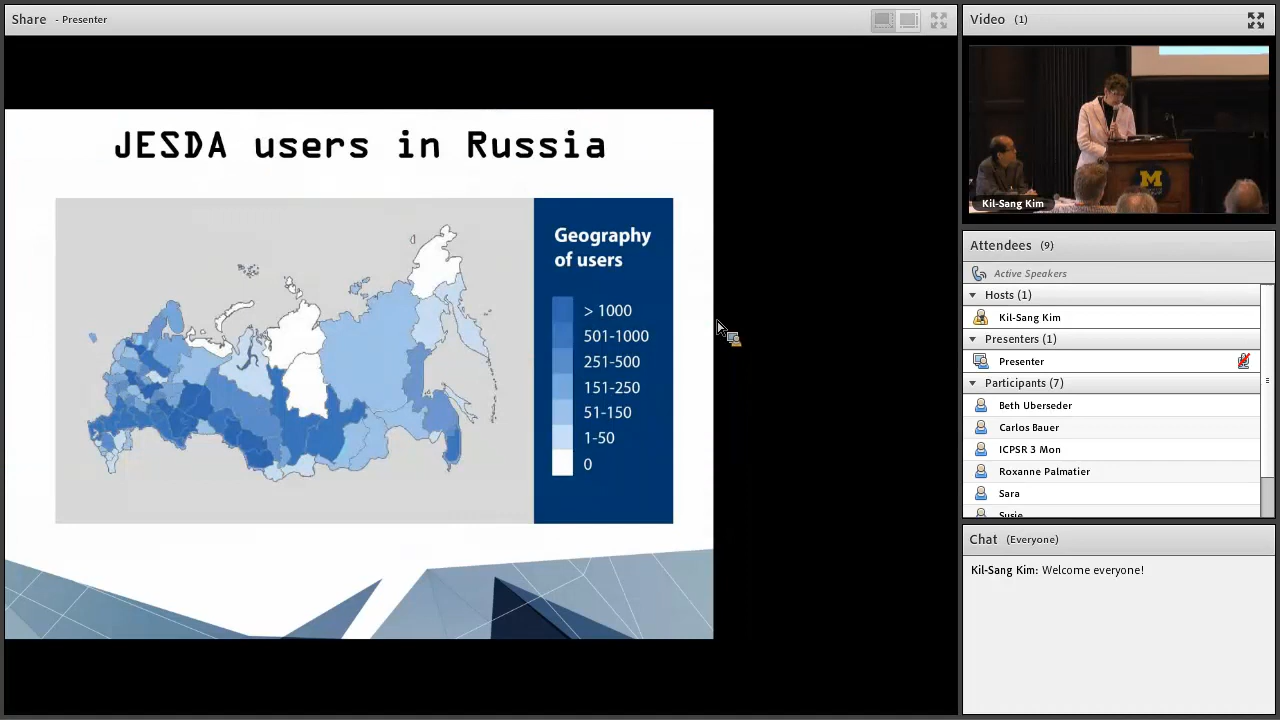 Share - Presenter
JESDA users in Russia
Geography
of users
> 1000
501-1000
251-500
151-250
51-150
1-50
0
Video (1)
M
Kil-Sang Kim
Attendees (9)
Active Speakers
Hosts (1)
Kil-Sang Kim
Presenters (1)
Presenter
Participants (7)
Beth Uberseder
Carlos Bauer
ICPSR 3 Mon
Roxanne Palmatier
Sara
Susie
Chat (Everyone)
Kil-Sang Kim: Welcome everyone!